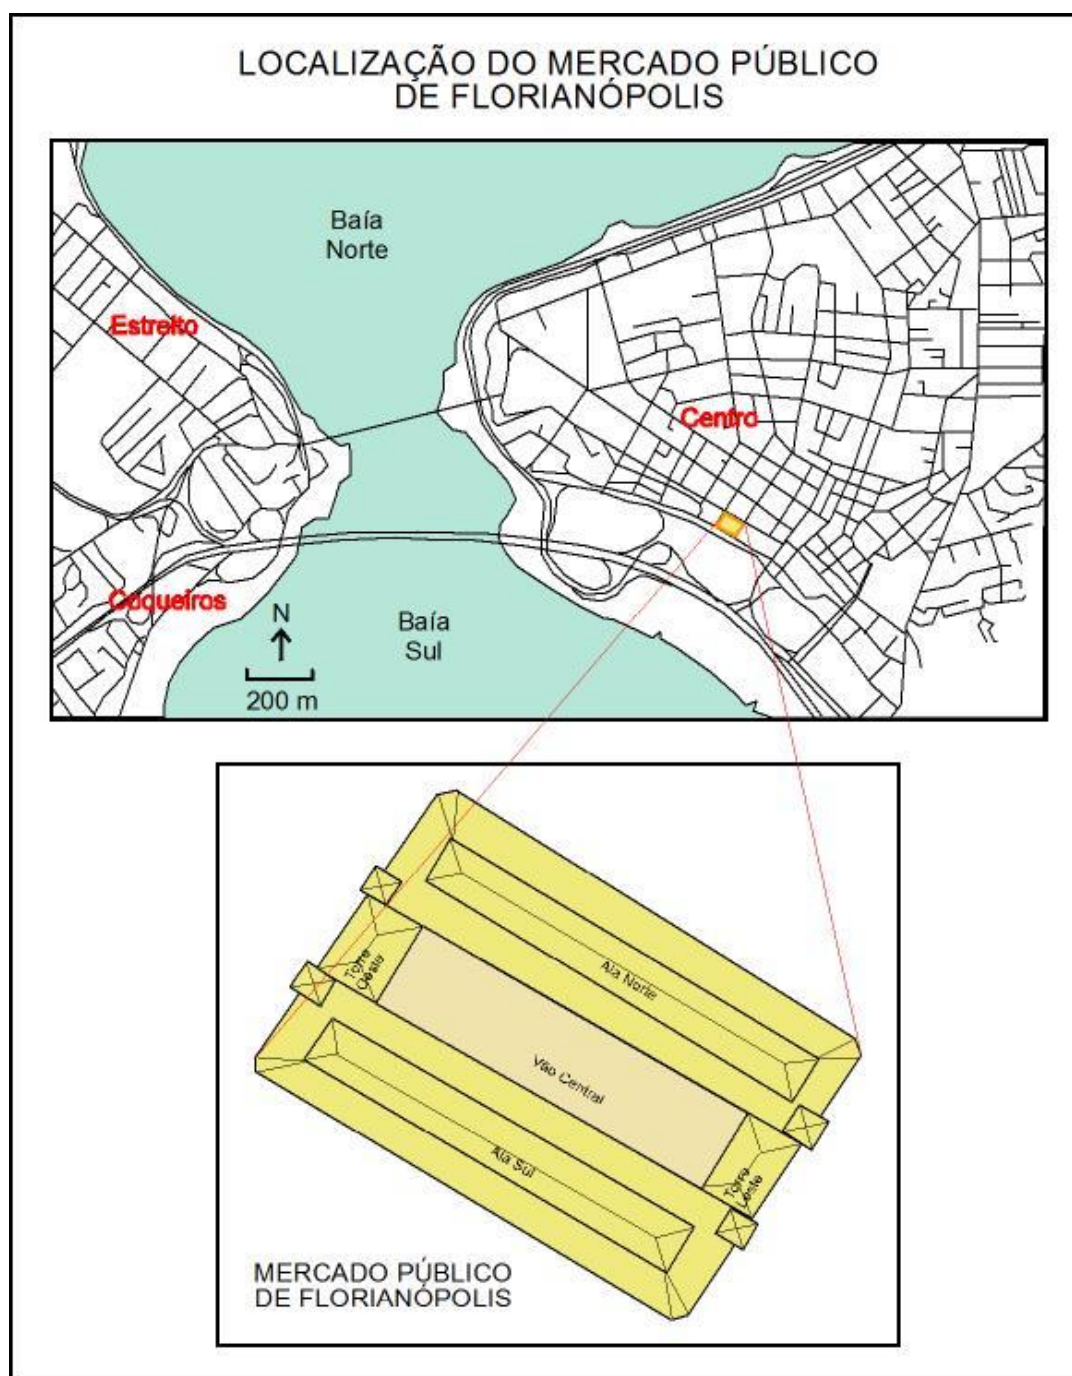 LOCALIZAÇÃO DO MERCADO PÚBLICO
DE FLORIANÓPOLIS
Baía
Norte
Estreito
Centro
Coqueiros
N
200 m
Baía
Sul
Torre
Oeste
Ala Norte
Vão Central
Ala Sul
Torre
Leste
MERCADO PÚBLICO
DE FLORIANÓPOLIS